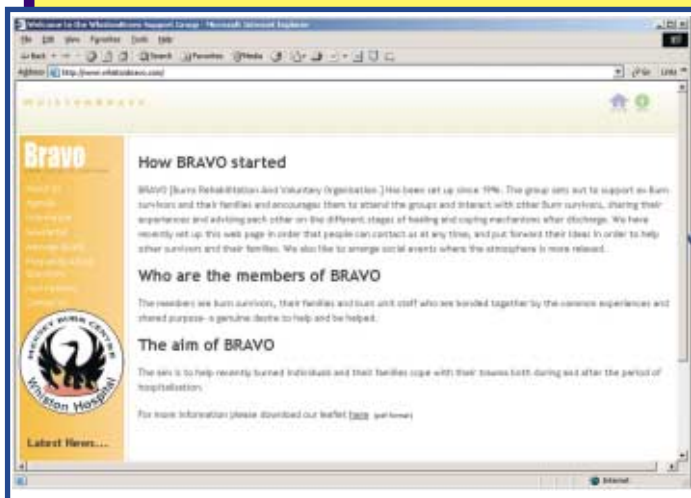 Welcome to the Whiston Bravo Support Group - Microsoft Internet Explorer
File Edit View Favorites Tools Help
Back Search Favorites Media
Address http://www.whistonbravo.com/ Go Links
WHISTONBRAVO
Bravo
About Us
Newsletter
Message Board
Frequently Asked
Questions
Contact Us
MERSEY BURN CENTRE
Whiston Hospital
Latest News...
How BRAVO started
BRAVO [Burns Rehabilitation And Voluntary Organisation.] Has been set up since 1996. The group sets out to support ex-Burn
survivors and their families and encourages them to attend the groups and interact with other Burn survivors, sharing their
experiences and advising each other on the different stages of healing and coping mechanisms after discharge. We have
recently set up this web page in order that people can contact us at any time, and put forward their ideas in order to help
other survivors and their families. We also like to arrange social events where the atmosphere is more relaxed.
Who are the members of BRAVO
The members are burn survivors, their families and burn unit staff who are bonded together by the common experiences and
shared purpose- a genuine desire to help and be helped.
The aim of BRAVO
The aim is to help recently burned individuals and their families cope with their trauma both during and after the period of
hospitalisation.
For more information please download our leaflet here (pdf format)
Internet